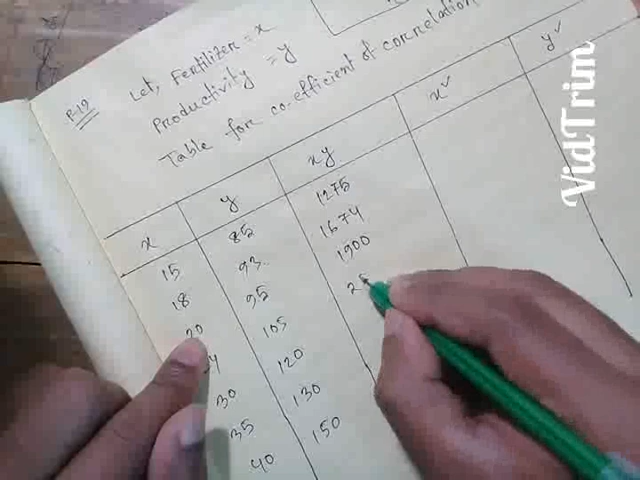 P-19
Let, Fertilizer = x
Productivity = y
Table for co-efficient of correlation
x y xy x² y²
15 85 1275
18 93 1674
20 95 1900
105 25
30 120
35 130
40 150
VidTrim